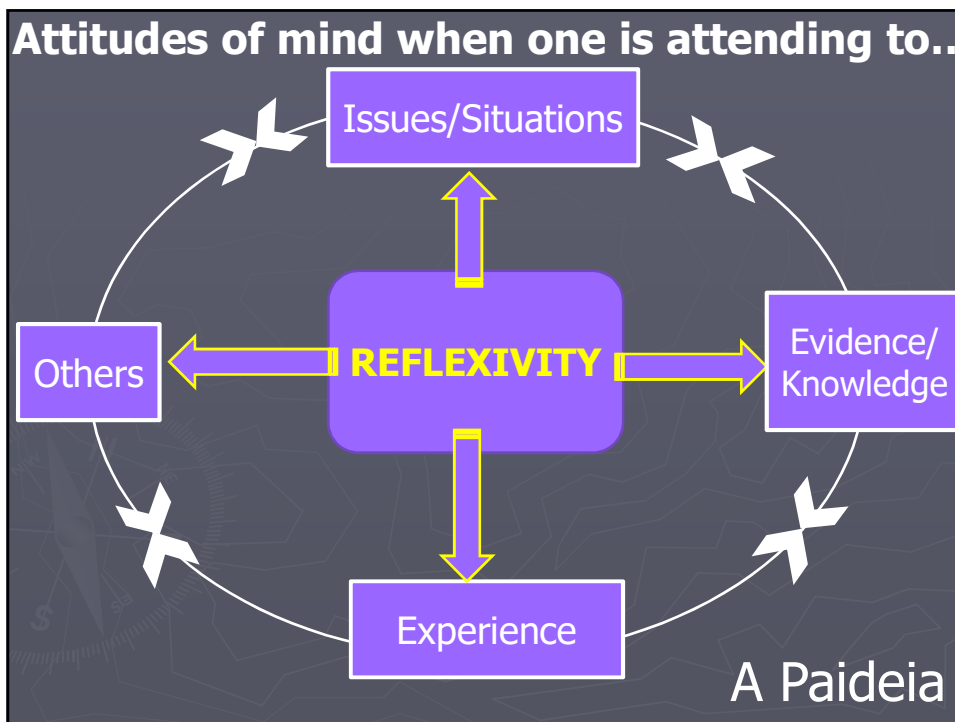 Attitudes of mind when one is attending to..
Issues/Situations
Others
REFLEXIVITY
Evidence/
Knowledge
Experience
A Paideia